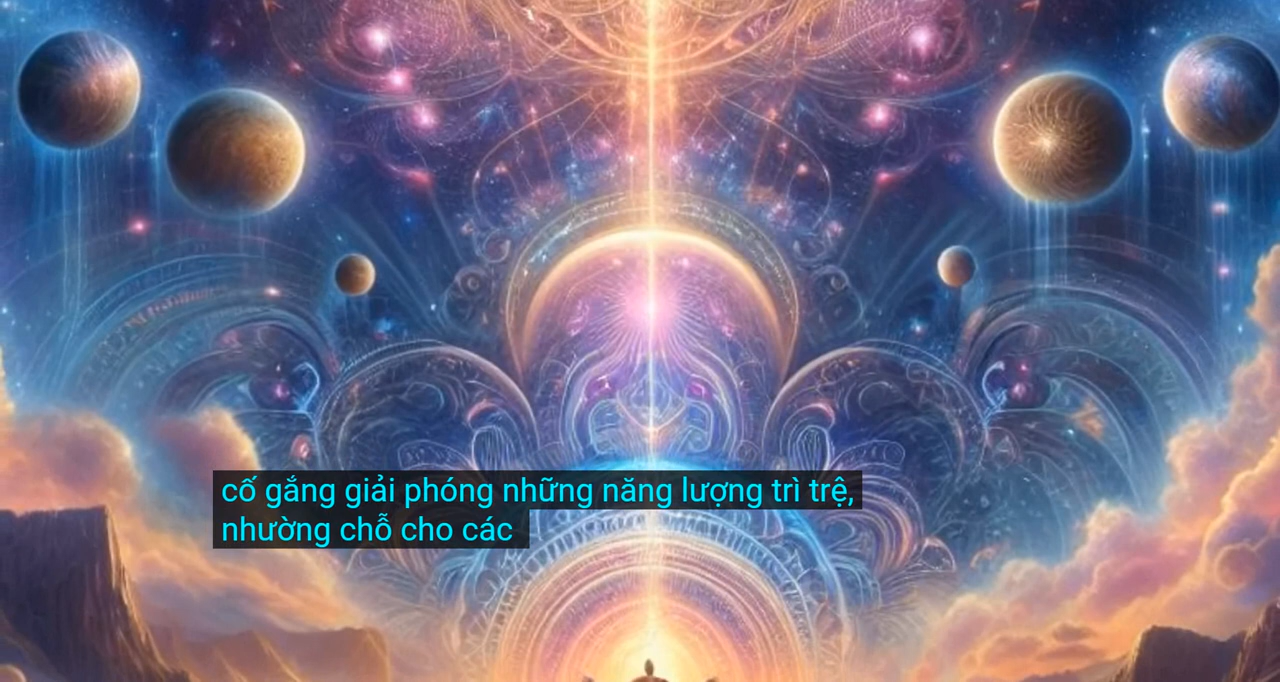 cố gắng giải phóng những năng lượng trì trệ,
nhường chỗ cho các